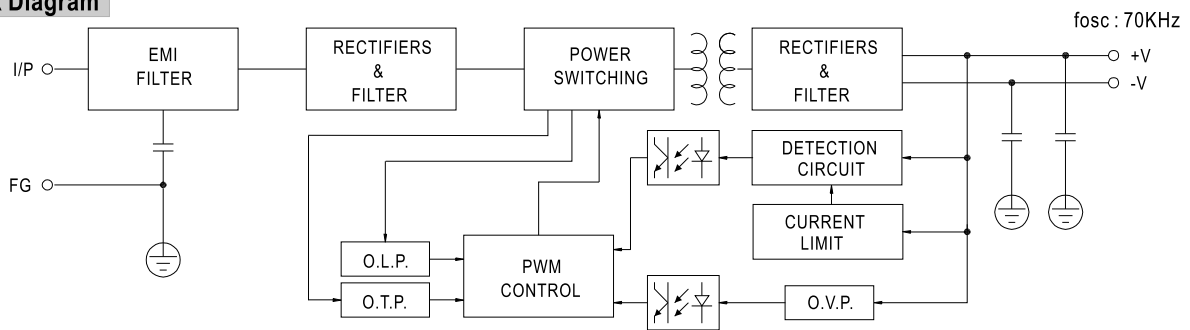 Diagram
fosc : 70KHz
I/P
EMI
FILTER
RECTIFIERS
&
FILTER
POWER
SWITCHING
RECTIFIERS
&
FILTER
+V
-V
FG
DETECTION
CIRCUIT
CURRENT
LIMIT
O.L.P.
O.T.P.
PWM
CONTROL
O.V.P.